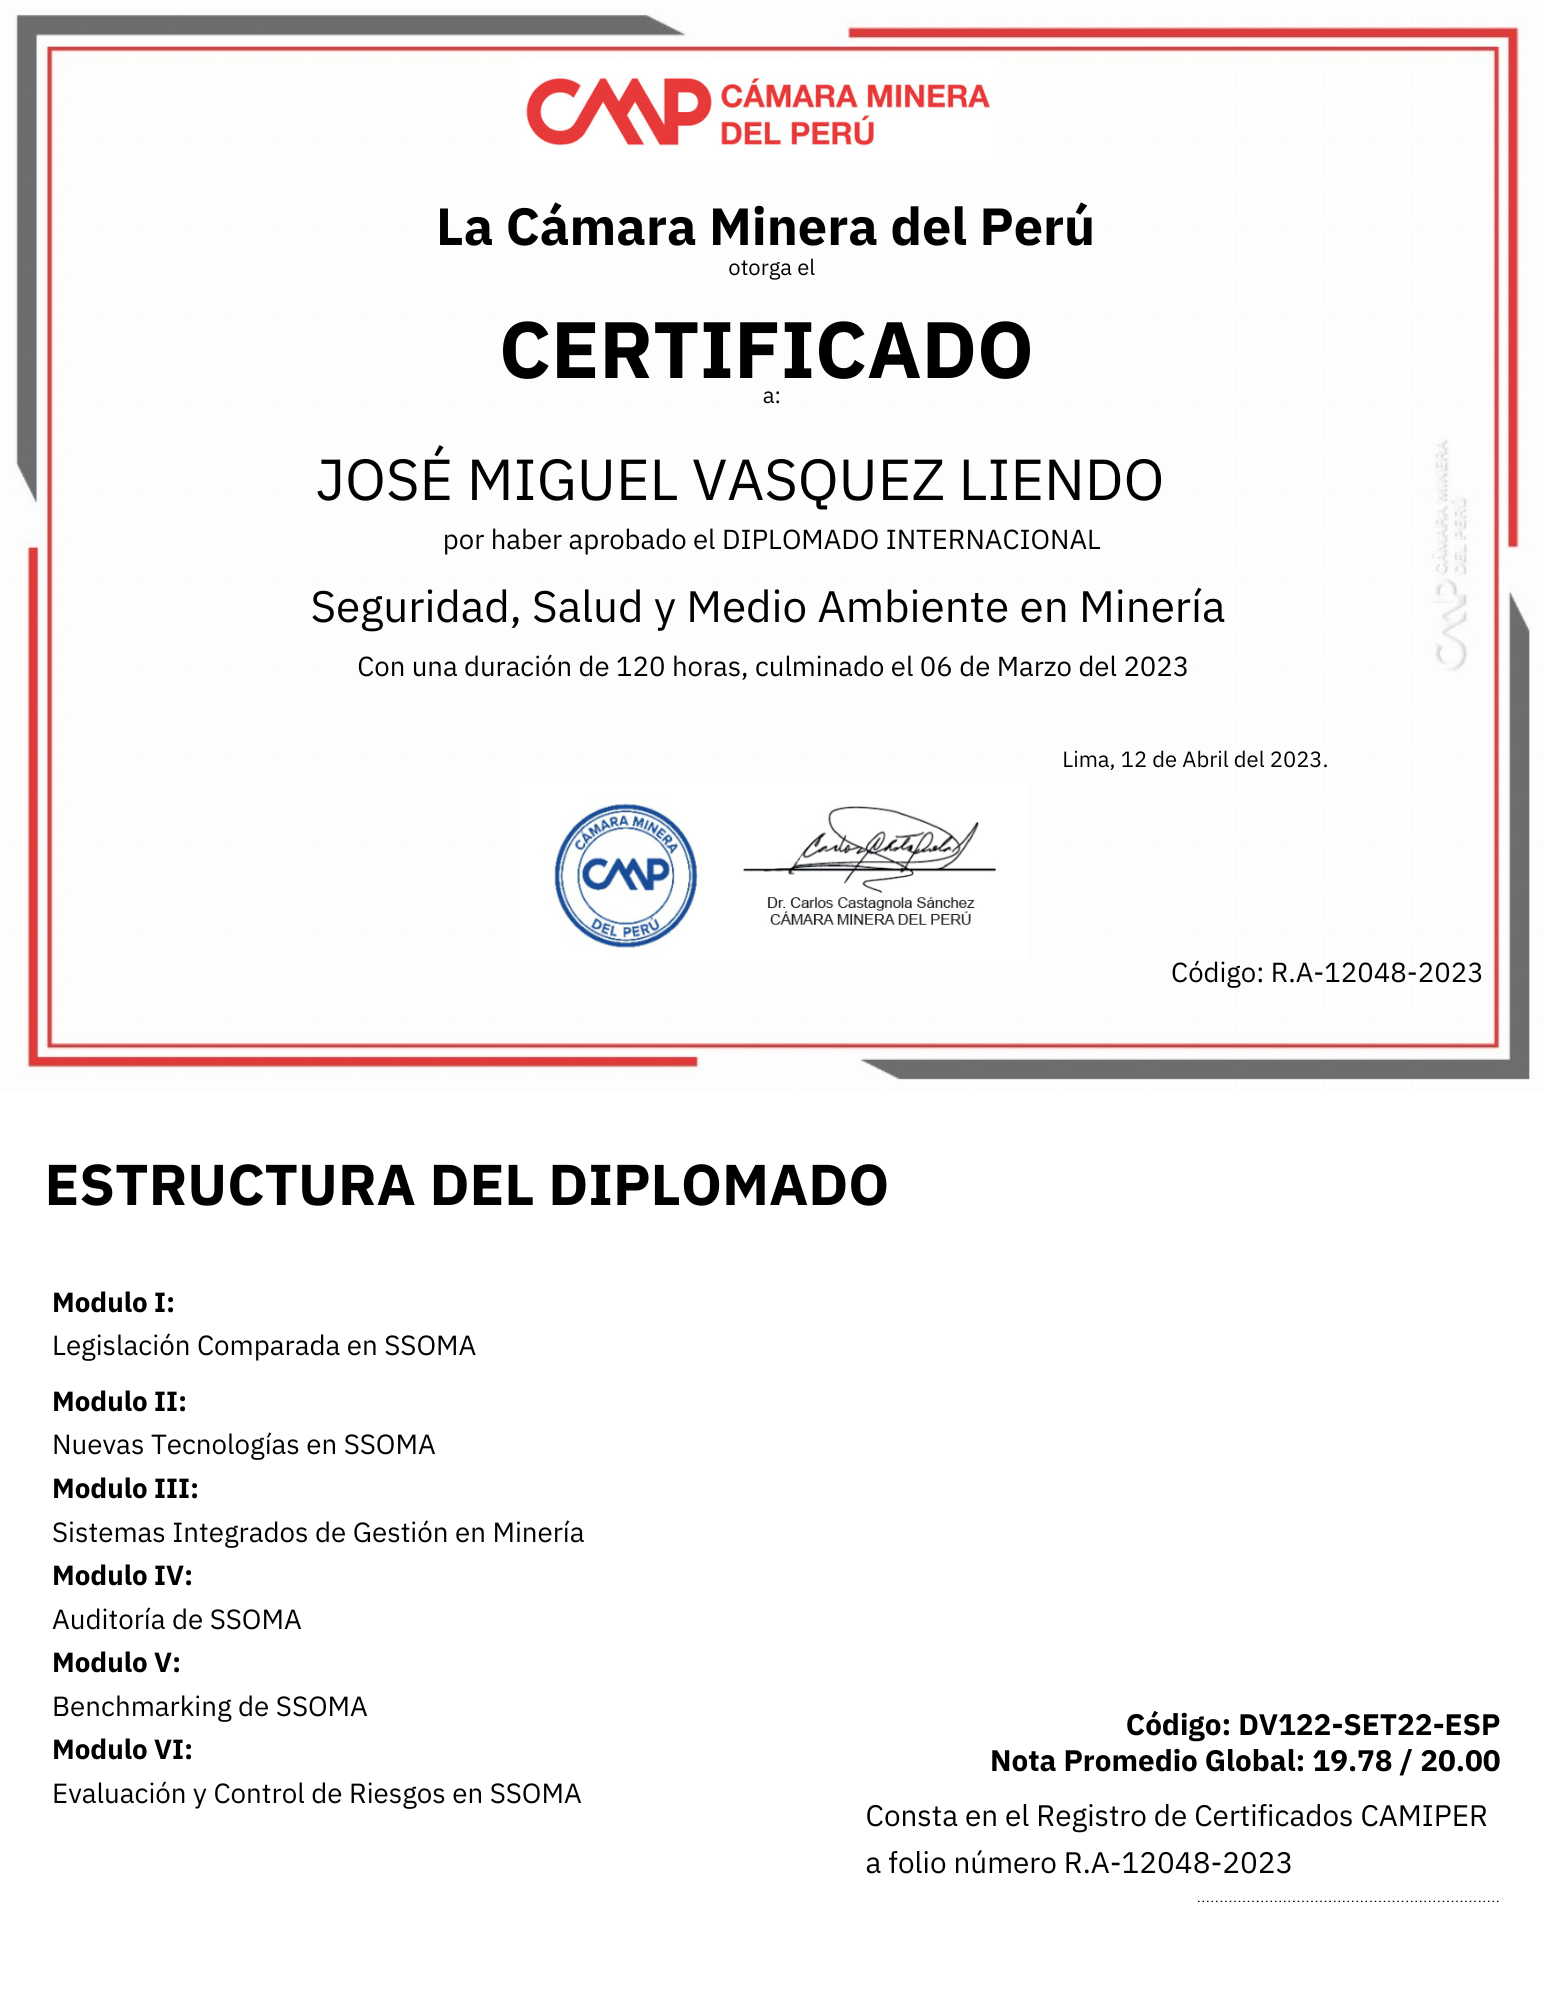 CMP CÁMARA MINERA
DEL PERÚ
La Cámara Minera del Perú
otorga el
CERTIFICADO
a:
JOSÉ MIGUEL VASQUEZ LIENDO
por haber aprobado el DIPLOMADO INTERNACIONAL
Seguridad, Salud y Medio Ambiente en Minería
Con una duración de 120 horas, culminado el 06 de Marzo del 2023
CMP CÁMARA MINERA
DEL PERÚ
Lima, 12 de Abril del 2023.
CÁMARA MINERA
CMP
DEL PERÚ
Dr. Carlos Castagnola Sánchez
CÁMARA MINERA DEL PERÚ
Código: R.A-12048-2023
ESTRUCTURA DEL DIPLOMADO
Modulo I:
Legislación Comparada en SSOMA
Modulo II:
Nuevas Tecnologías en SSOMA
Modulo III:
Sistemas Integrados de Gestión en Minería
Modulo IV:
Auditoría de SSOMA
Modulo V:
Benchmarking de SSOMA
Modulo VI:
Evaluación y Control de Riesgos en SSOMA
Código: DV122-SET22-ESP
Nota Promedio Global: 19.78 / 20.00
Consta en el Registro de Certificados CAMIPER
a folio número R.A-12048-2023